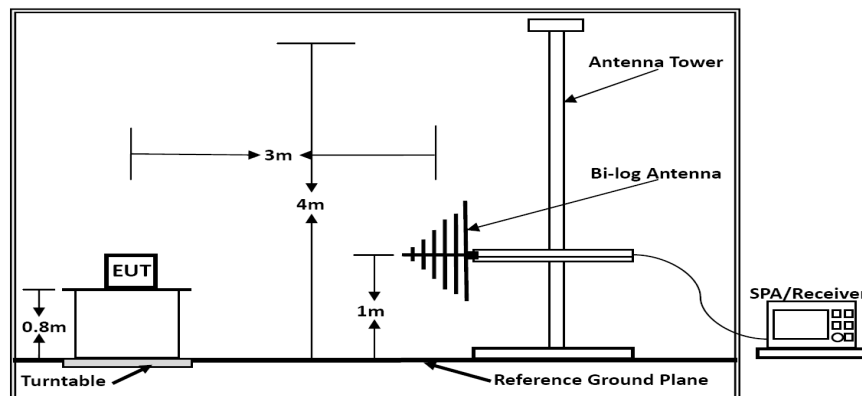 Antenna Tower
3m
Bi-log Antenna
4m
EUT
1m
0.8m
SPA/Receiver
Turntable
Reference Ground Plane